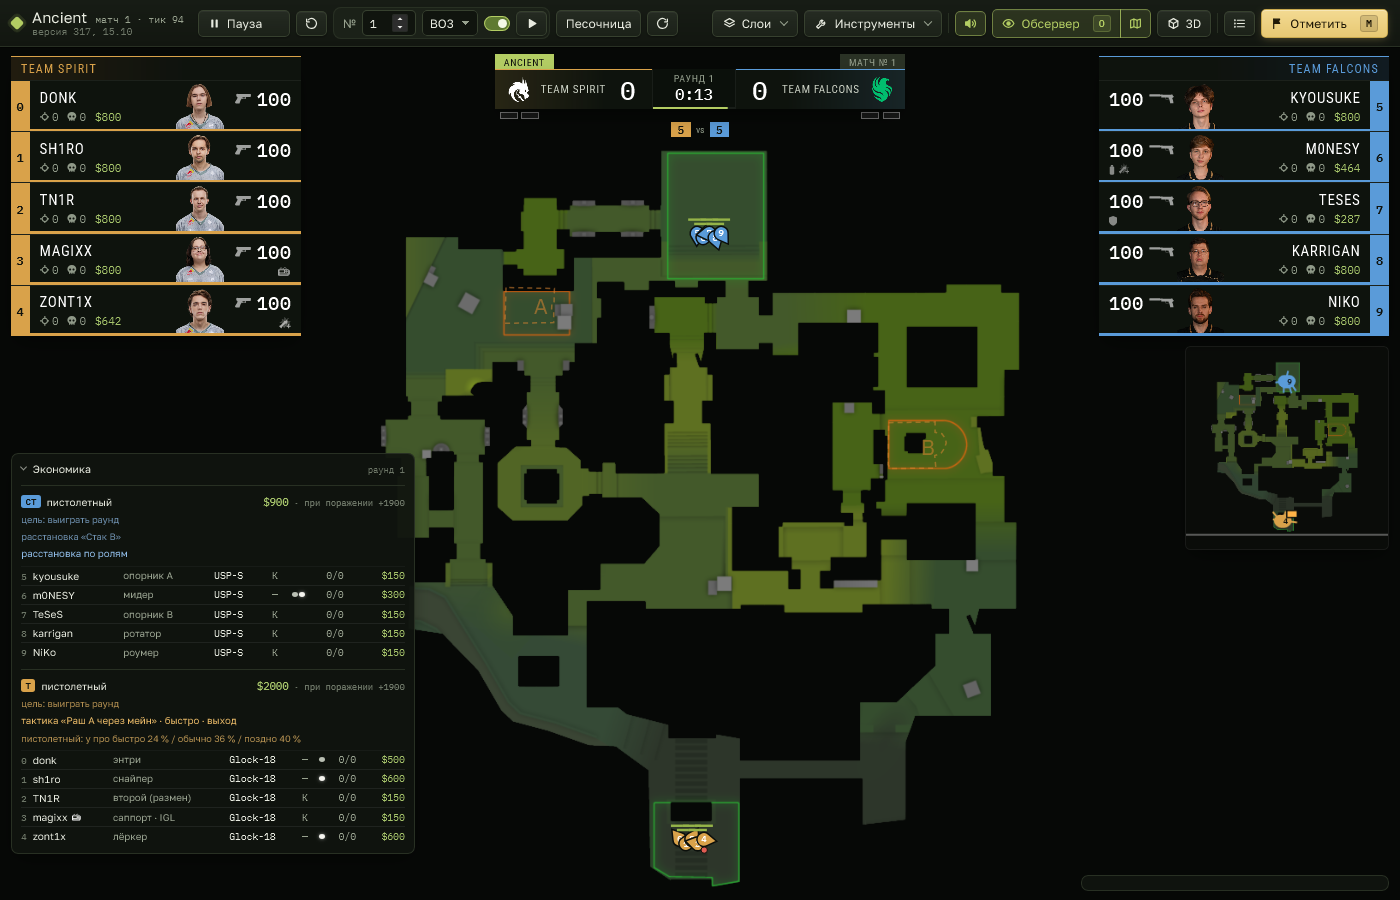 Ancient матч 1 · тик 94
версия 317, 15.10
Пауза
№ 1
BO3
Песочница
Слои
Инструменты
Обсервер 0
3D
Отметить M
TEAM SPIRIT
0 DONK 100
0 0 $800
1 SH1RO 100
0 0 $800
2 TN1R 100
0 0 $800
3 MAGIXX 100
0 0 $800
4 ZONT1X 100
0 0 $642
ANCIENT
МАТЧ № 1
TEAM SPIRIT 0
РАУНД 1
0:13
0 TEAM FALCONS
5 vs 5
TEAM FALCONS
100 KYOUSUKE 5
0 0 $800
100 M0NESY 6
0 0 $464
100 TESES 7
0 0 $287
100 KARRIGAN 8
0 0 $800
100 NIKO 9
0 0 $800
9
A
B
4
9
4
Экономика раунд 1
CT пистолетный $900 · при поражении +1900
цель: выиграть раунд
расстановка «Стак B»
расстановка по ролям
5 kyousuke опорник A USP-S K 0/0 $150
6 m0NESY мидер USP-S — 0/0 $300
7 TeSeS опорник B USP-S K 0/0 $150
8 karrigan ротатор USP-S K 0/0 $150
9 NiKo роумер USP-S K 0/0 $150
T пистолетный $2000 · при поражении +1900
цель: выиграть раунд
тактика «Раш A через мейн» · быстро · выход
пистолетный: у про быстро 24 % / обычно 36 % / поздно 40 %
0 donk энтри Glock-18 — 0/0 $500
1 sh1ro снайпер Glock-18 — 0/0 $600
2 TN1R второй (размен) Glock-18 K 0/0 $150
3 magixx саппорт · IGL Glock-18 K 0/0 $150
4 zont1x лёркер Glock-18 — 0/0 $600